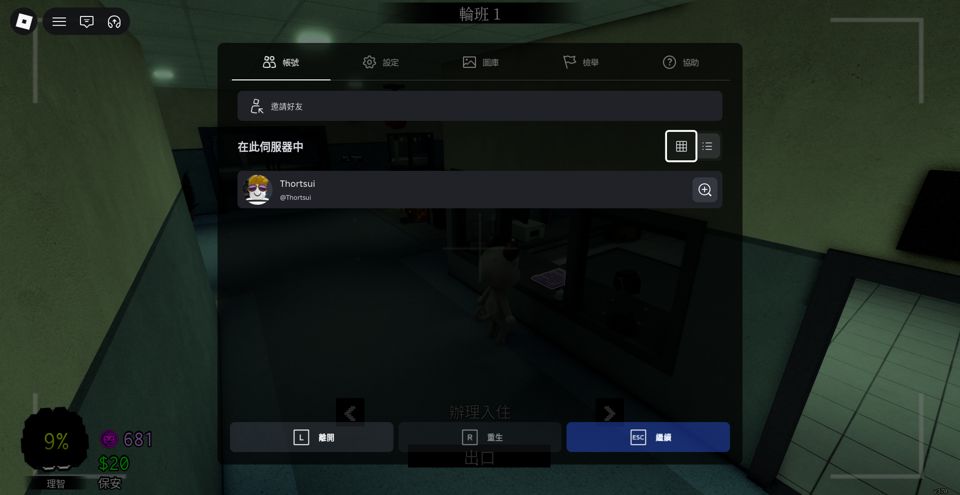 輪班 1
帳號
設定
圖庫
檢舉
協助
邀請好友
在此伺服器中
Thortsui
@Thortsui
辦理入住
L 離開
R 重生
ESC 繼續
出口
9%
理智
681
$20
保安